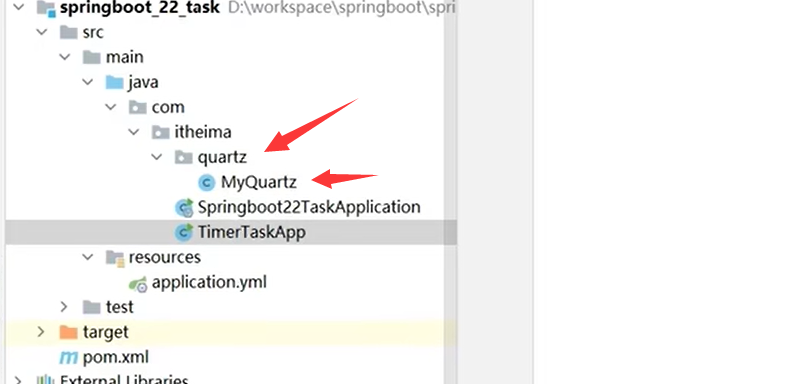 springboot_22_task D:\workspace\springboot\spri
src
main
java
com
itheima
quartz
MyQuartz
Springboot22TaskApplication
TimerTaskApp
resources
application.yml
test
target
pom.xml
External Libraries